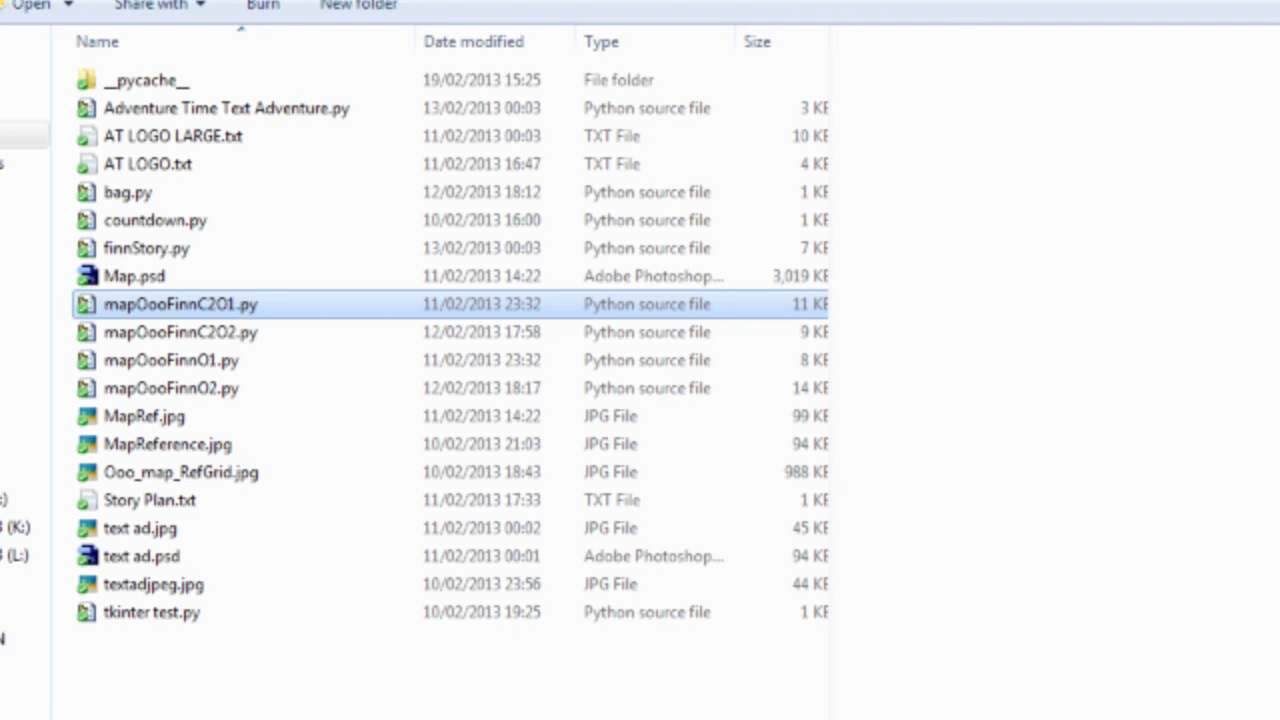 Open Share with Burn New folder
Name Date modified Type Size
__pycache__ 19/02/2013 15:25 File folder
Adventure Time Text Adventure.py 13/02/2013 00:03 Python source file 3 KB
AT LOGO LARGE.txt 11/02/2013 00:03 TXT File 10 KB
AT LOGO.txt 11/02/2013 16:47 TXT File 4 KB
s
bag.py 12/02/2013 18:12 Python source file 1 KB
countdown.py 10/02/2013 16:00 Python source file 1 KB
finnStory.py 13/02/2013 00:03 Python source file 7 KB
Map.psd 11/02/2013 14:22 Adobe Photoshop... 3,019 KB
mapOooFinnC2O1.py 11/02/2013 23:32 Python source file 11 KB
mapOooFinnC2O2.py 12/02/2013 17:58 Python source file 9 KB
mapOooFinnO1.py 11/02/2013 23:32 Python source file 8 KB
mapOooFinnO2.py 12/02/2013 18:17 Python source file 14 KB
MapRef.jpg 11/02/2013 14:22 JPG File 99 KB
MapReference.jpg 10/02/2013 21:03 JPG File 94 KB
Ooo_map_RefGrid.jpg 10/02/2013 18:43 JPG File 988 KB
:) Story Plan.txt 11/02/2013 17:33 TXT File 1 KB
(K:) text ad.jpg 11/02/2013 00:02 JPG File 45 KB
(L:) text ad.psd 11/02/2013 00:01 Adobe Photoshop... 94 KB
textadjpeg.jpg 10/02/2013 23:56 JPG File 44 KB
tkinter test.py 10/02/2013 19:25 Python source file 1 KB
N